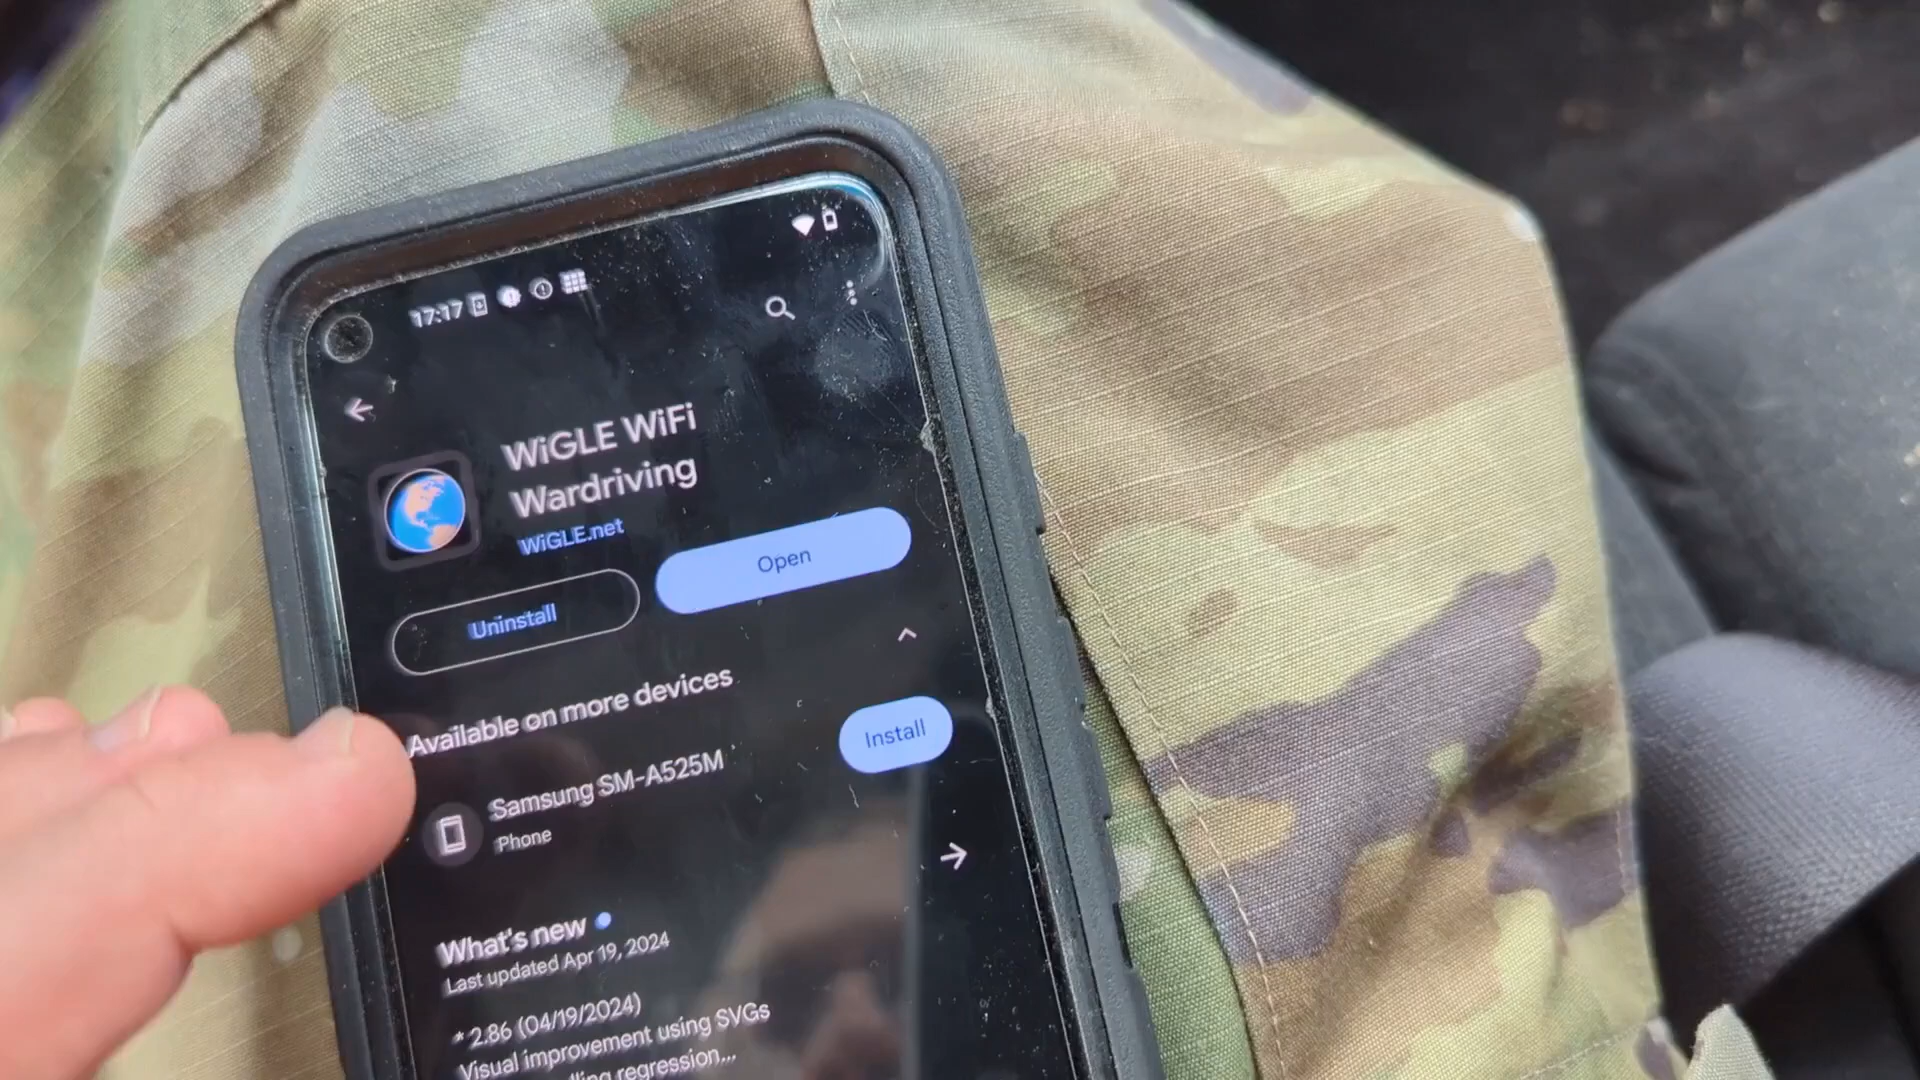 17:17
WiGLE WiFi
Wardriving
WiGLE.net
Uninstall
Open
Available on more devices
Samsung SM-A525M
Phone
Install
What's new
Last updated Apr 19, 2024
* 2.86 (04/19/2024)
Visual improvement using SVGs
regression...